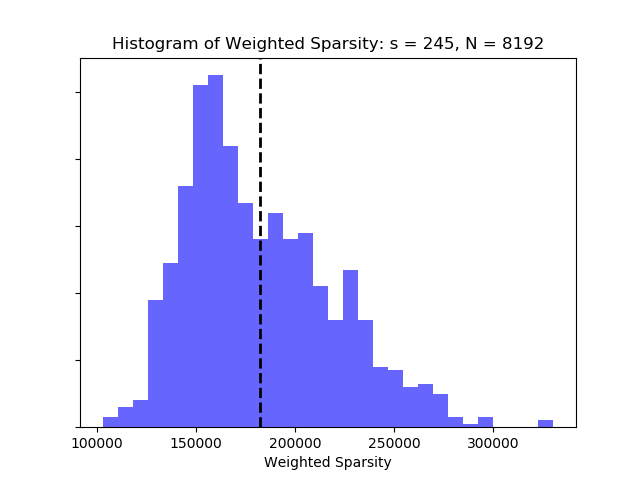 Histogram of Weighted Sparsity: s = 245, N = 8192
100000 150000 200000 250000 300000
Weighted Sparsity